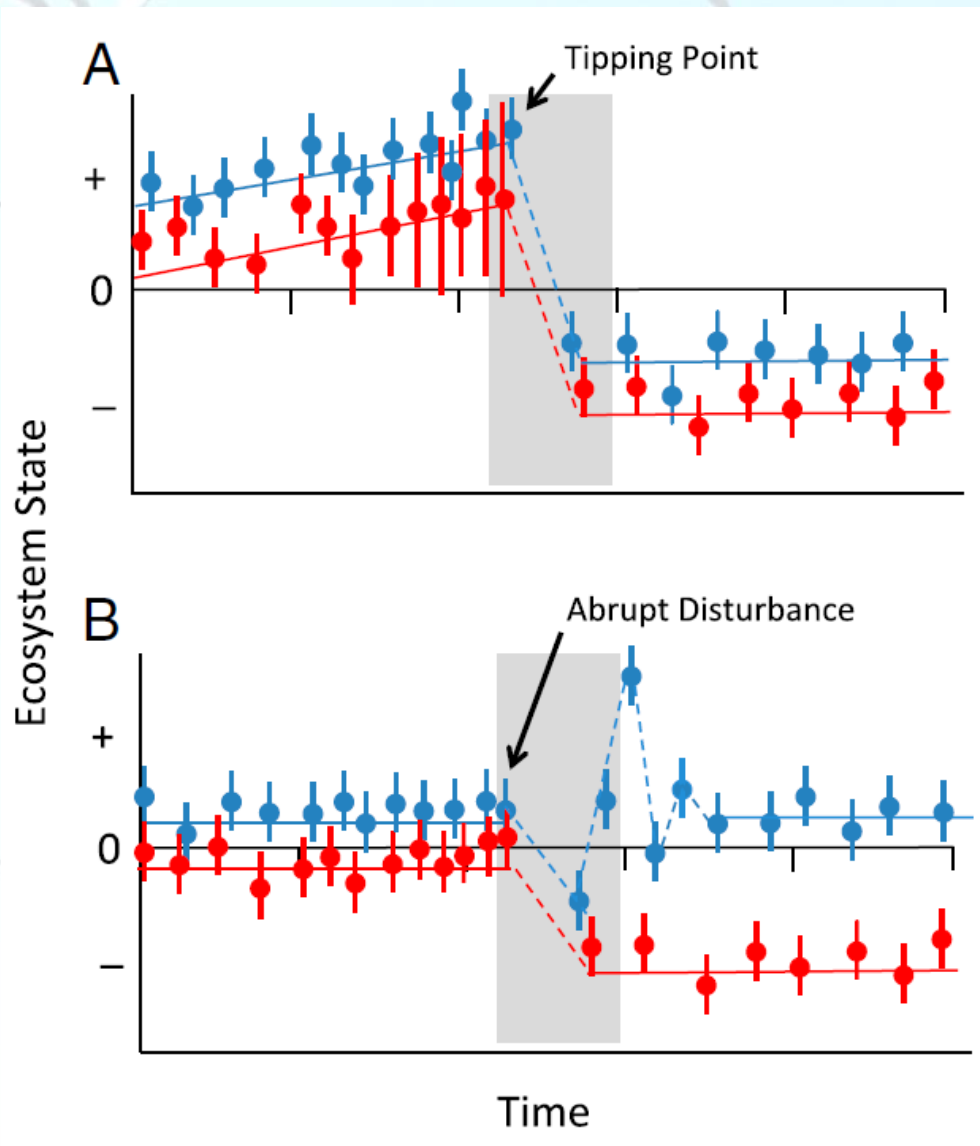 A
Tipping Point
+
0
–
Ecosystem State
B
Abrupt Disturbance
+
0
–
Time